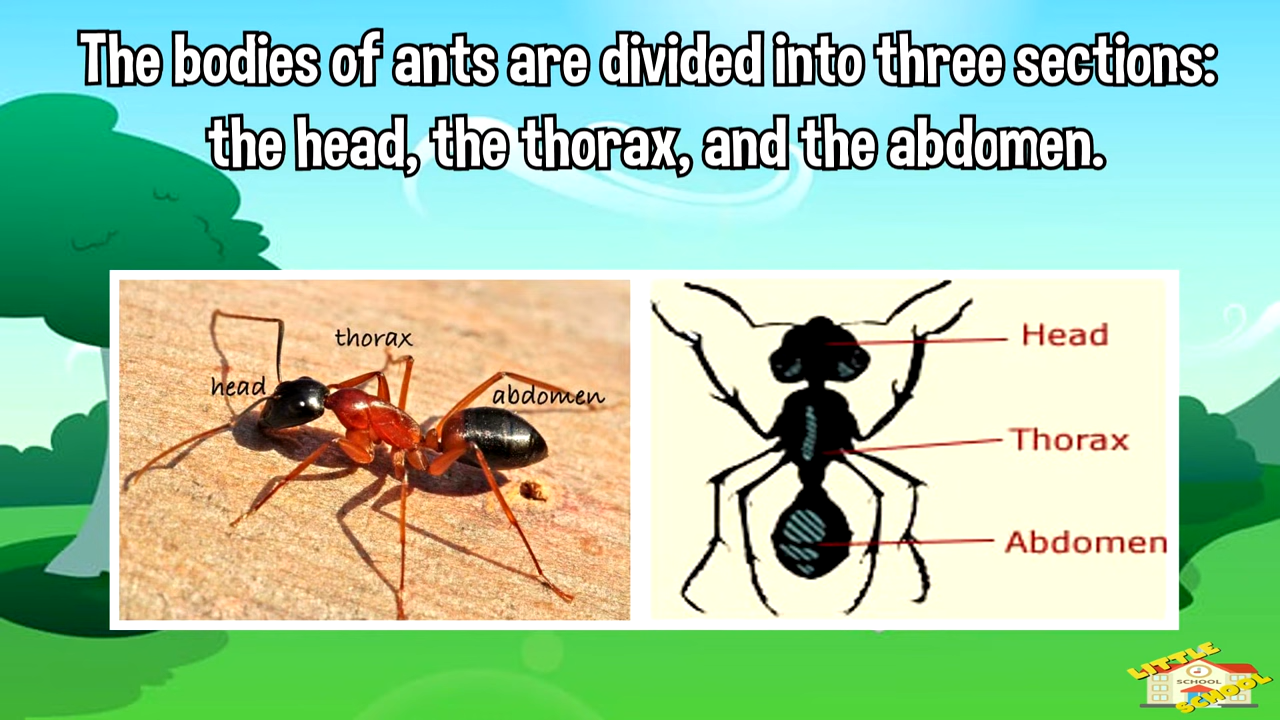 The bodies of ants are divided into three sections:
the head, the thorax, and the abdomen.
thorax
head
abdomen
Head
Thorax
Abdomen
LITTLE
SCHOOL
SCHOOL